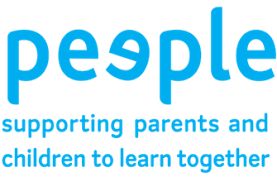 peeple
supporting parents and
children to learn together